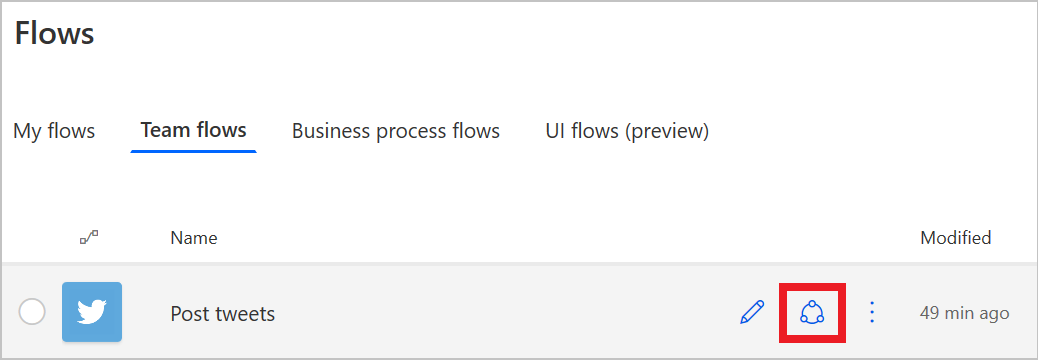 Flows
My flows Team flows Business process flows UI flows (preview)
Name Modified
Post tweets 49 min ago